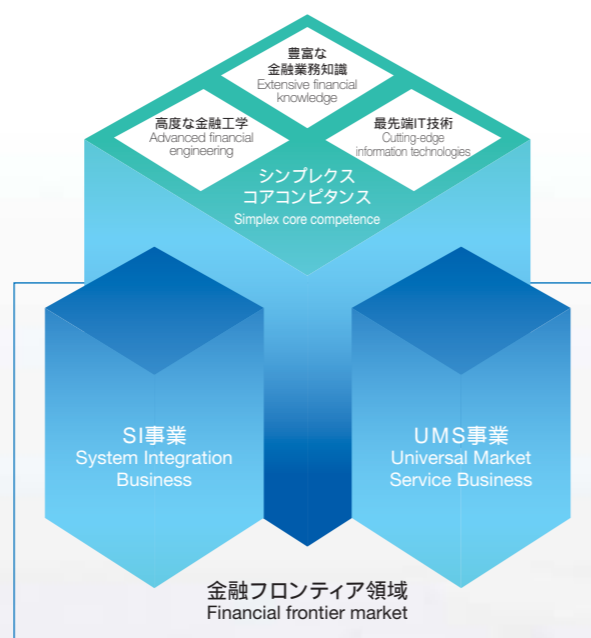 豊富な
金融業務知識
Extensive financial
knowledge
高度な金融工学
Advanced financial
engineering
最先端IT技術
Cutting-edge
information technologies
シンプレクス
コアコンピタンス
Simplex core competence
SI事業
System Integration
Business
UMS事業
Universal Market
Service Business
金融フロンティア領域
Financial frontier market